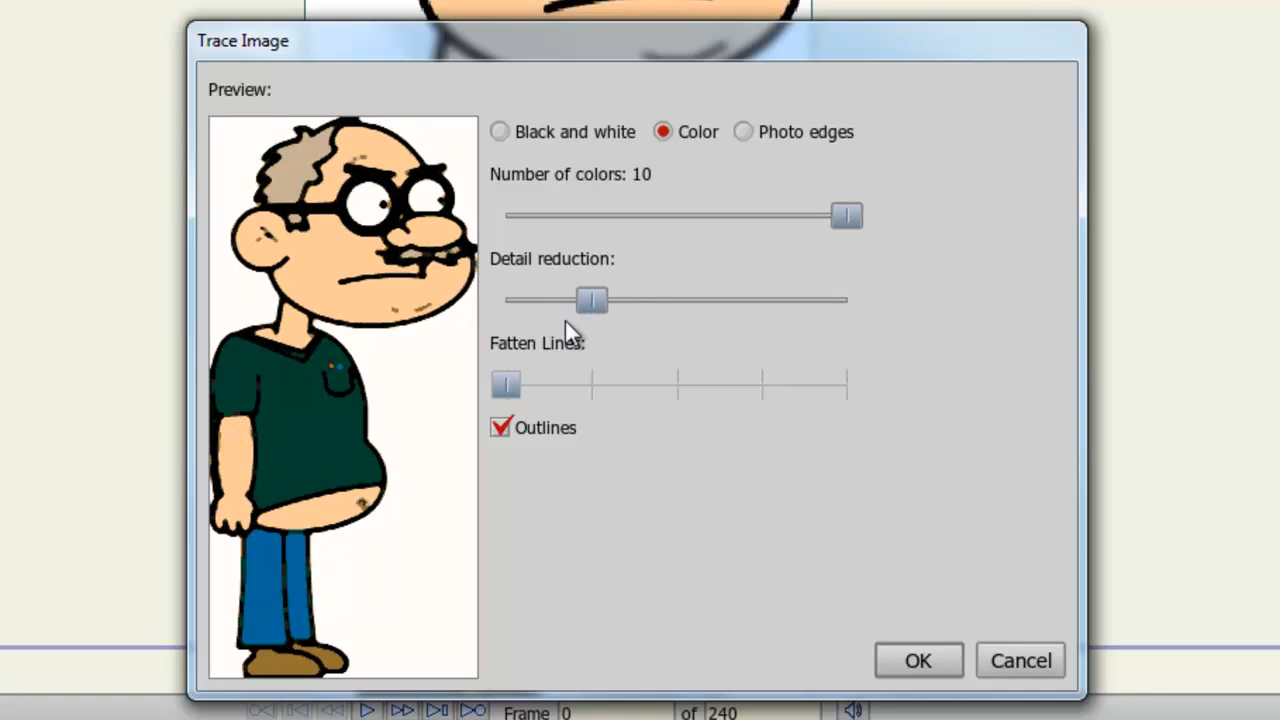 Trace Image
Preview:
Black and white Color Photo edges
Number of colors: 10
Detail reduction:
Fatten Lines:
Outlines
OK Cancel
Frame 0 of 240